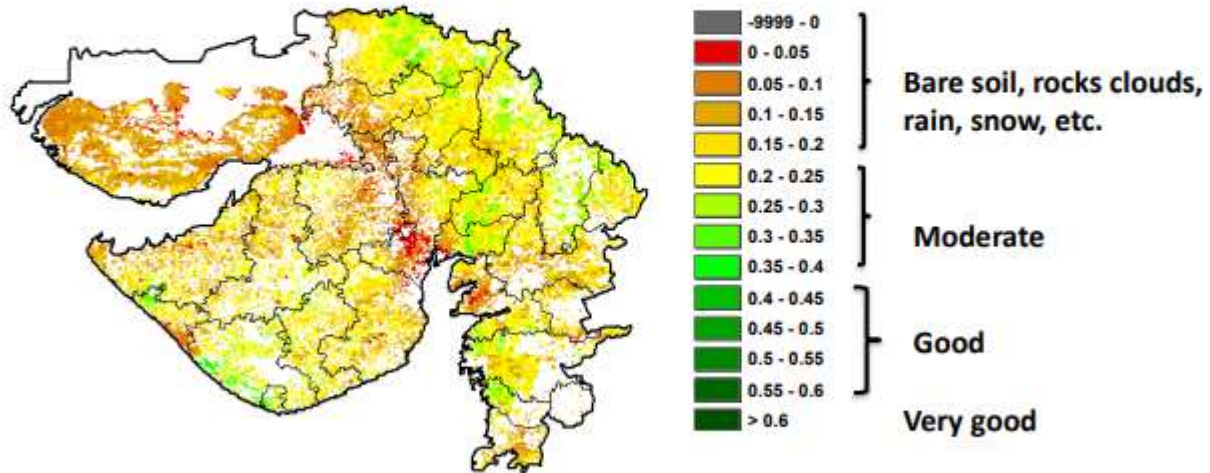 -9999 - 0
0 - 0.05
0.05 - 0.1
0.1 - 0.15
0.15 - 0.2
0.2 - 0.25
0.25 - 0.3
0.3 - 0.35
0.35 - 0.4
0.4 - 0.45
0.45 - 0.5
0.5 - 0.55
0.55 - 0.6
> 0.6
Bare soil, rocks clouds,
rain, snow, etc.
Moderate
Good
Very good